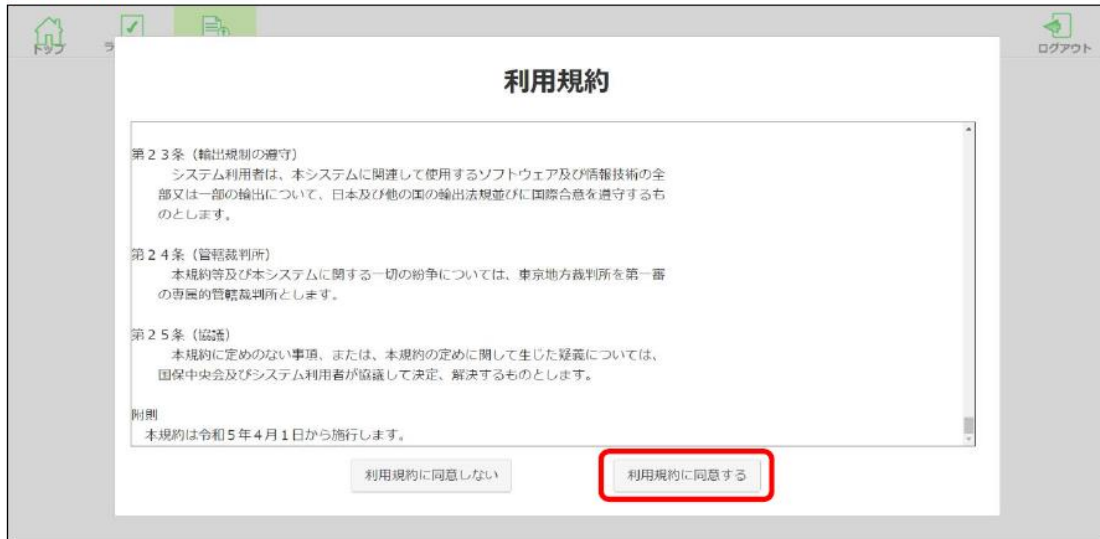 トップ
ラ
ログアウト
利用規約
第２３条（輸出規制の遵守）
システム利用者は、本システムに関連して使用するソフトウェア及び情報技術の全
部又は一部の輸出について、日本及び他の国の輸出法規並びに国際合意を遵守するも
のとします。
第２４条（管轄裁判所）
本規約等及び本システムに関する一切の紛争については、東京地方裁判所を第一審
の専属的管轄裁判所とします。
第２５条（協議）
本規約に定めのない事項、または、本規約の定めに関して生じた疑義については、
国保中央会及びシステム利用者が協議して決定、解決するものとします。
附則
本規約は令和５年４月１日から施行します。
利用規約に同意しない
利用規約に同意する